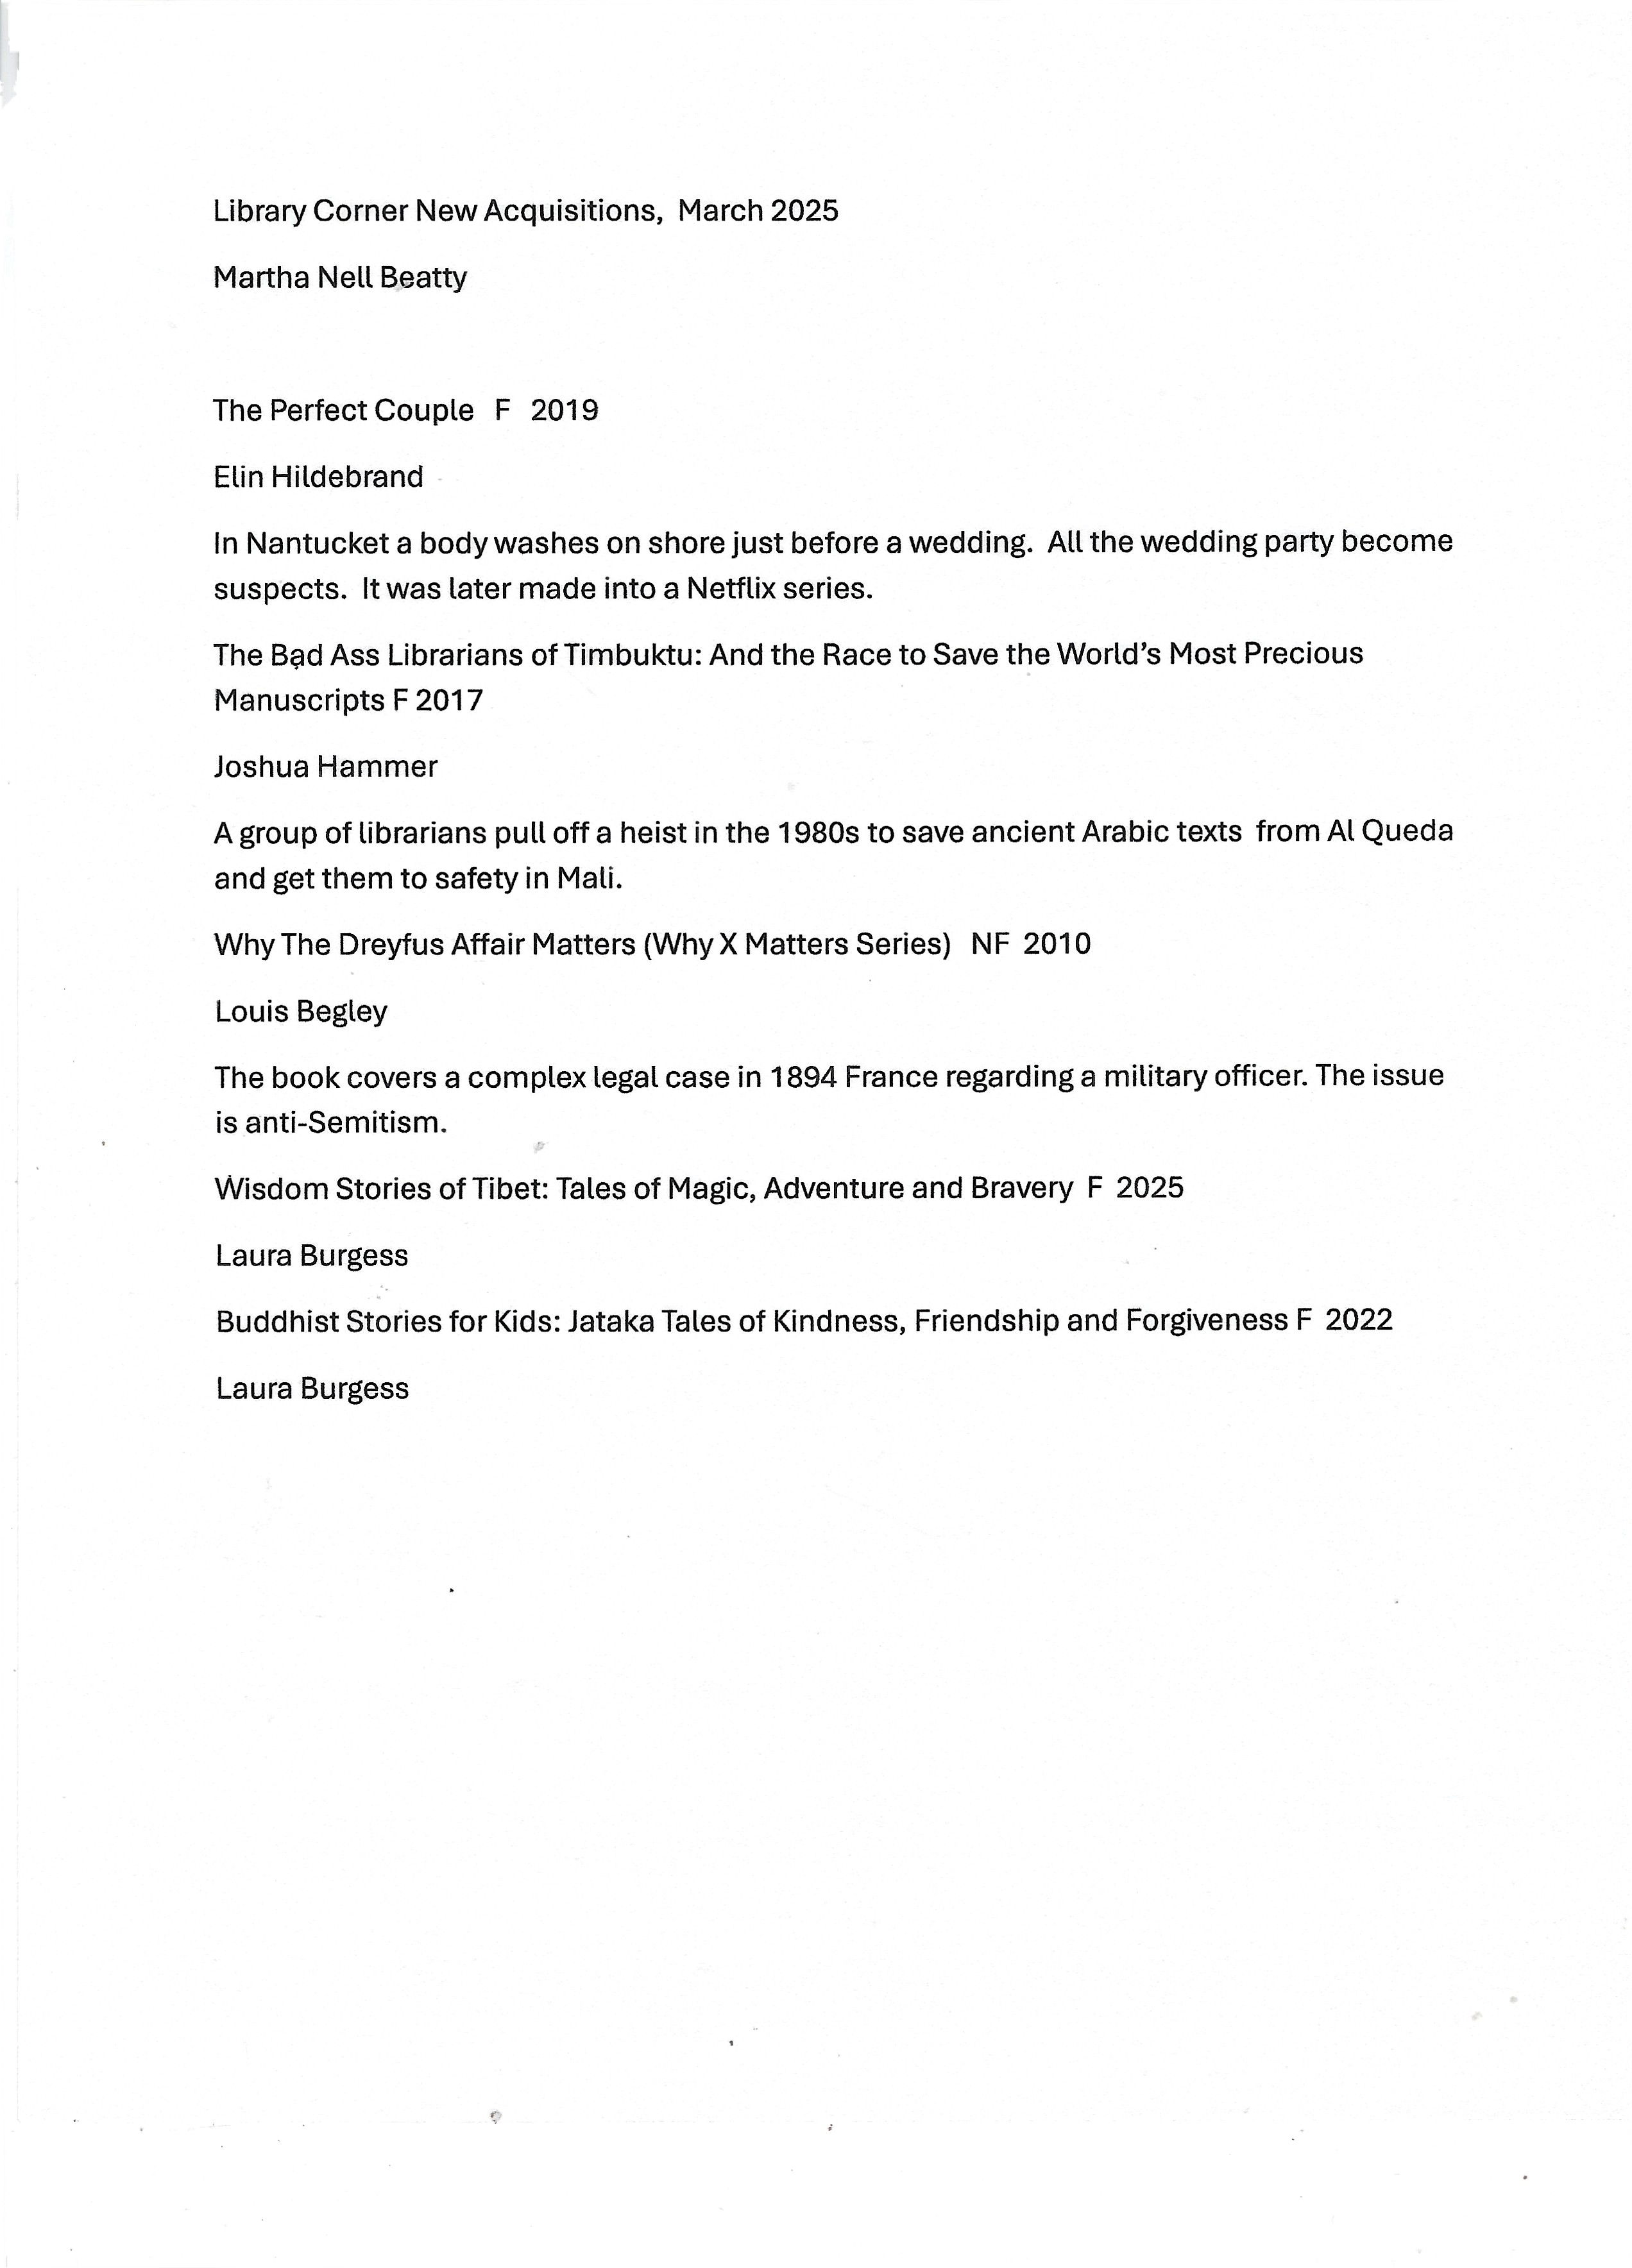 Library Corner New Acquisitions,  March 2025
Martha Nell Beatty
The Perfect Couple  F  2019
Elin Hildebrand
In Nantucket a body washes on shore just before a wedding.  All the wedding party become
suspects.  It was later made into a Netflix series.
The Bad Ass Librarians of Timbuktu: And the Race to Save the World's Most Precious
Manuscripts F 2017
Joshua Hammer
A group of librarians pull off a heist in the 1980s to save ancient Arabic texts  from Al Queda
and get them to safety in Mali.
Why The Dreyfus Affair Matters (Why X Matters Series)  NF  2010
Louis Begley
The book covers a complex legal case in 1894 France regarding a military officer. The issue
is anti-Semitism.
Wisdom Stories of Tibet: Tales of Magic, Adventure and Bravery  F  2025
Laura Burgess
Buddhist Stories for Kids: Jataka Tales of Kindness, Friendship and Forgiveness F  2022
Laura Burgess